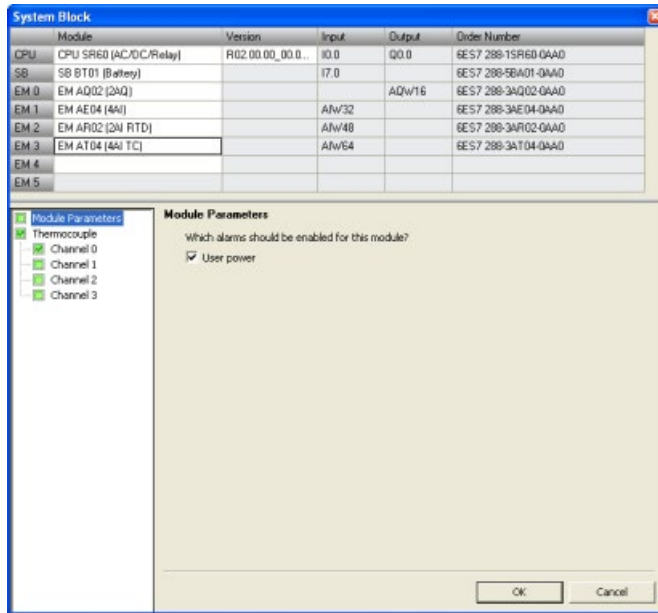 System Block
Module Version Input Output Order Number
CPU CPU SR60 (AC/DC/Relay) R02.00.00_00.0... I0.0 Q0.0 6ES7 288-1SR60-0AA0
SB SB BT01 (Battery) I7.0 6ES7 288-5BA01-0AA0
EM 0 EM AQ02 (2AQ) AQW16 6ES7 288-3AQ02-0AA0
EM 1 EM AE04 (4AI) AIW32 6ES7 288-3AE04-0AA0
EM 2 EM AR02 (2AI RTD) AIW48 6ES7 288-3AR02-0AA0
EM 3 EM AT04 (4AI TC) AIW64 6ES7 288-3AT04-0AA0
EM 4
EM 5
Module Parameters
Thermocouple
Channel 0
Channel 1
Channel 2
Channel 3
Module Parameters
Which alarms should be enabled for this module?
User power
OK Cancel